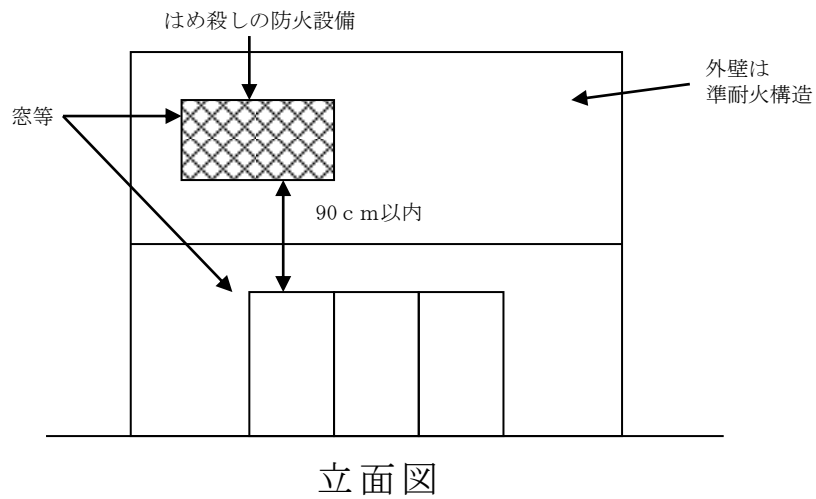 はめ殺しの防火設備
外壁は
準耐火構造
窓等
90ｃｍ以内
立面図